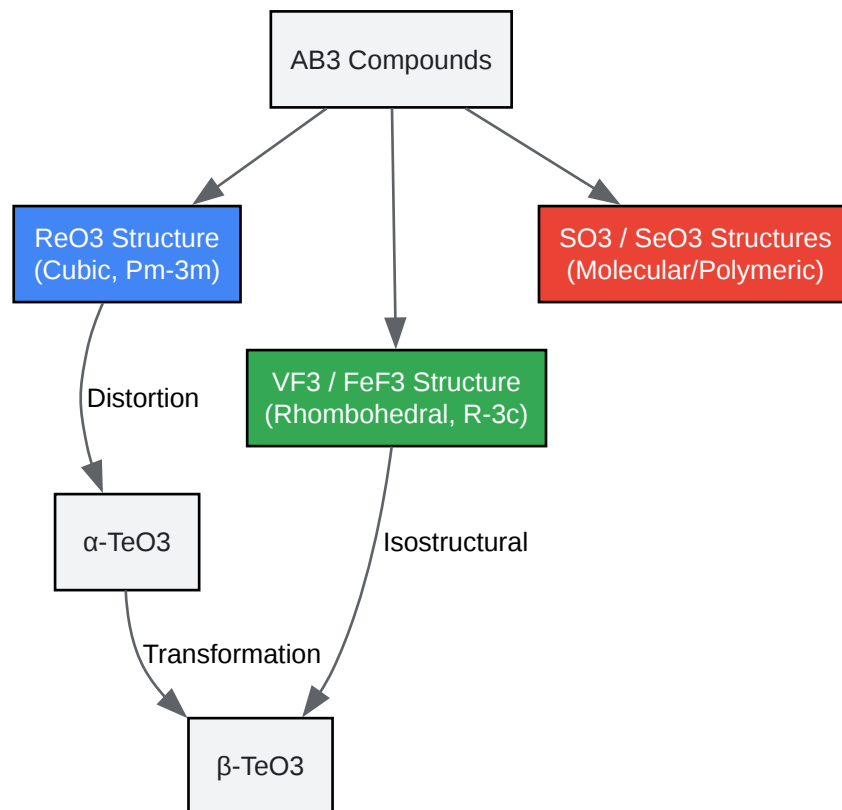 AB3 Compounds
ReO3 Structure
(Cubic, Pm-3m)
SO3 / SeO3 Structures
(Molecular/Polymeric)
VF3 / FeF3 Structure
(Rhombohedral, R-3c)
Distortion
α-TeO3
Isostructural
Transformation
β-TeO3